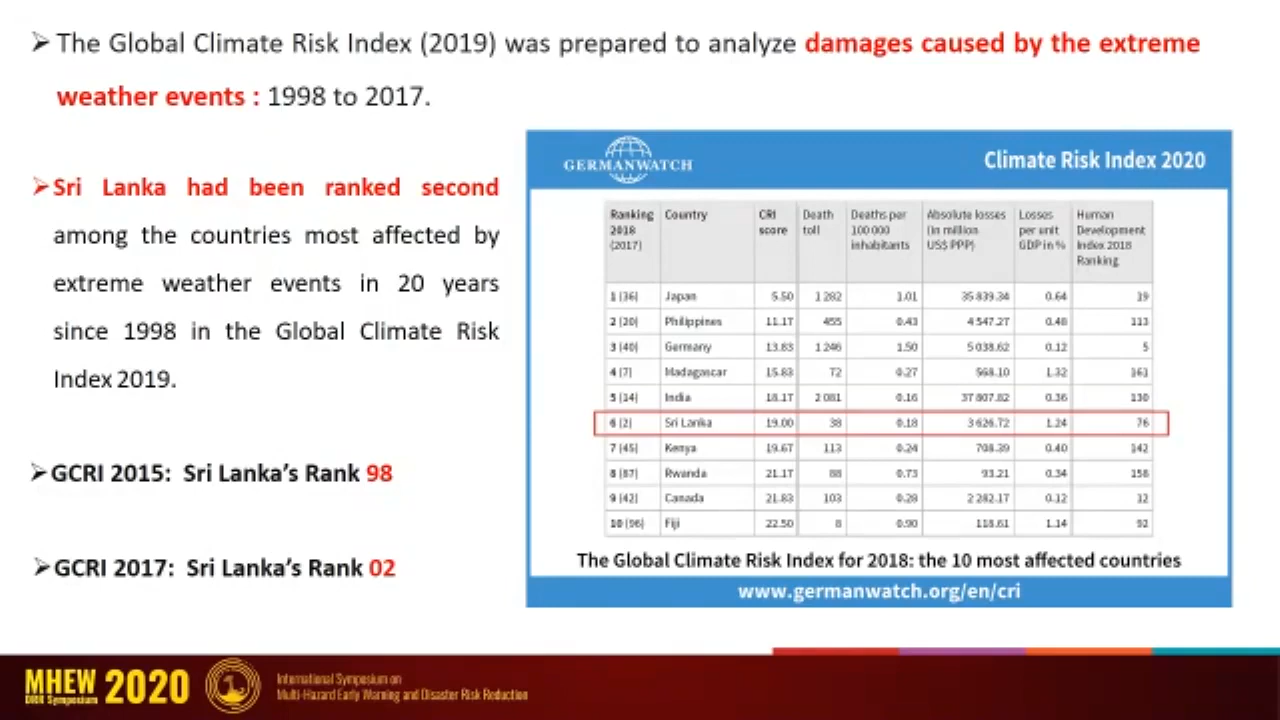 ➢ The Global Climate Risk Index (2019) was prepared to analyze damages caused by the extreme
weather events : 1998 to 2017.
➢ Sri Lanka had been ranked second
among the countries most affected by
extreme weather events in 20 years
since 1998 in the Global Climate Risk
Index 2019.
➢ GCRI 2015: Sri Lanka's Rank 98
➢ GCRI 2017: Sri Lanka's Rank 02
GERMANWATCH
Climate Risk Index 2020
Ranking 2018 (2017) Country CRI score Death toll Deaths per 100 000 inhabitants Absolute losses (in million US$ PPP) Losses per unit GDP in % Human Development Index 2018 Ranking
1 (36) Japan 5.50 1 282 1.01 35 839.34 0.64 19
2 (20) Philippines 11.17 455 0.43 4 547.27 0.48 113
3 (40) Germany 13.83 1 246 1.50 5 038.62 0.12 5
4 (7) Madagascar 15.83 72 0.27 568.10 1.32 161
5 (14) India 18.17 2 081 0.16 37 807.82 0.36 130
6 (2) Sri Lanka 19.00 38 0.18 3 626.72 1.24 76
7 (45) Kenya 19.67 113 0.24 708.39 0.40 142
8 (87) Rwanda 21.17 88 0.73 93.21 0.34 158
9 (42) Canada 21.83 103 0.28 2 282.17 0.12 12
10 (96) Fiji 22.50 8 0.90 118.61 1.14 92
The Global Climate Risk Index for 2018: the 10 most affected countries
www.germanwatch.org/en/cri
MHEW
DRR Symposium
2020
International Symposium on
Multi-Hazard Early Warning and Disaster Risk Reduction